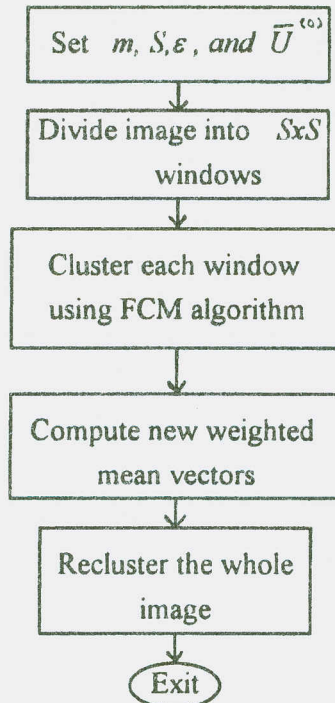 Set m, S, ε, and U̅⁽⁰⁾
Divide image into SxS
windows
Cluster each window
using FCM algorithm
Compute new weighted
mean vectors
Recluster the whole
image
Exit